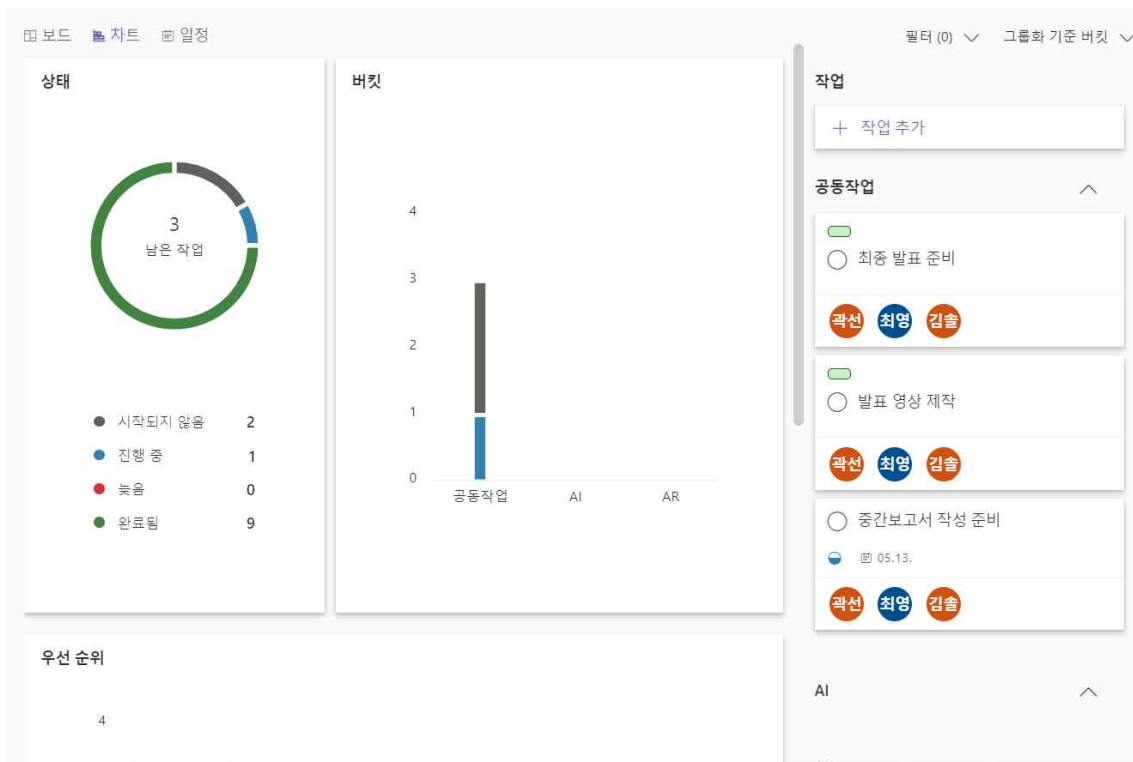 보드 차트 일정
필터 (0) 그룹화 기준 버킷
상태
3
남은 작업
시작되지 않음 2
진행 중 1
늦음 0
완료됨 9
버킷
4
3
2
1
0
공동작업 AI AR
우선 순위
4
작업
+ 작업 추가
공동작업
최종 발표 준비
곽선 최영 김솔
발표 영상 제작
곽선 최영 김솔
중간보고서 작성 준비
05.13.
곽선 최영 김솔
AI